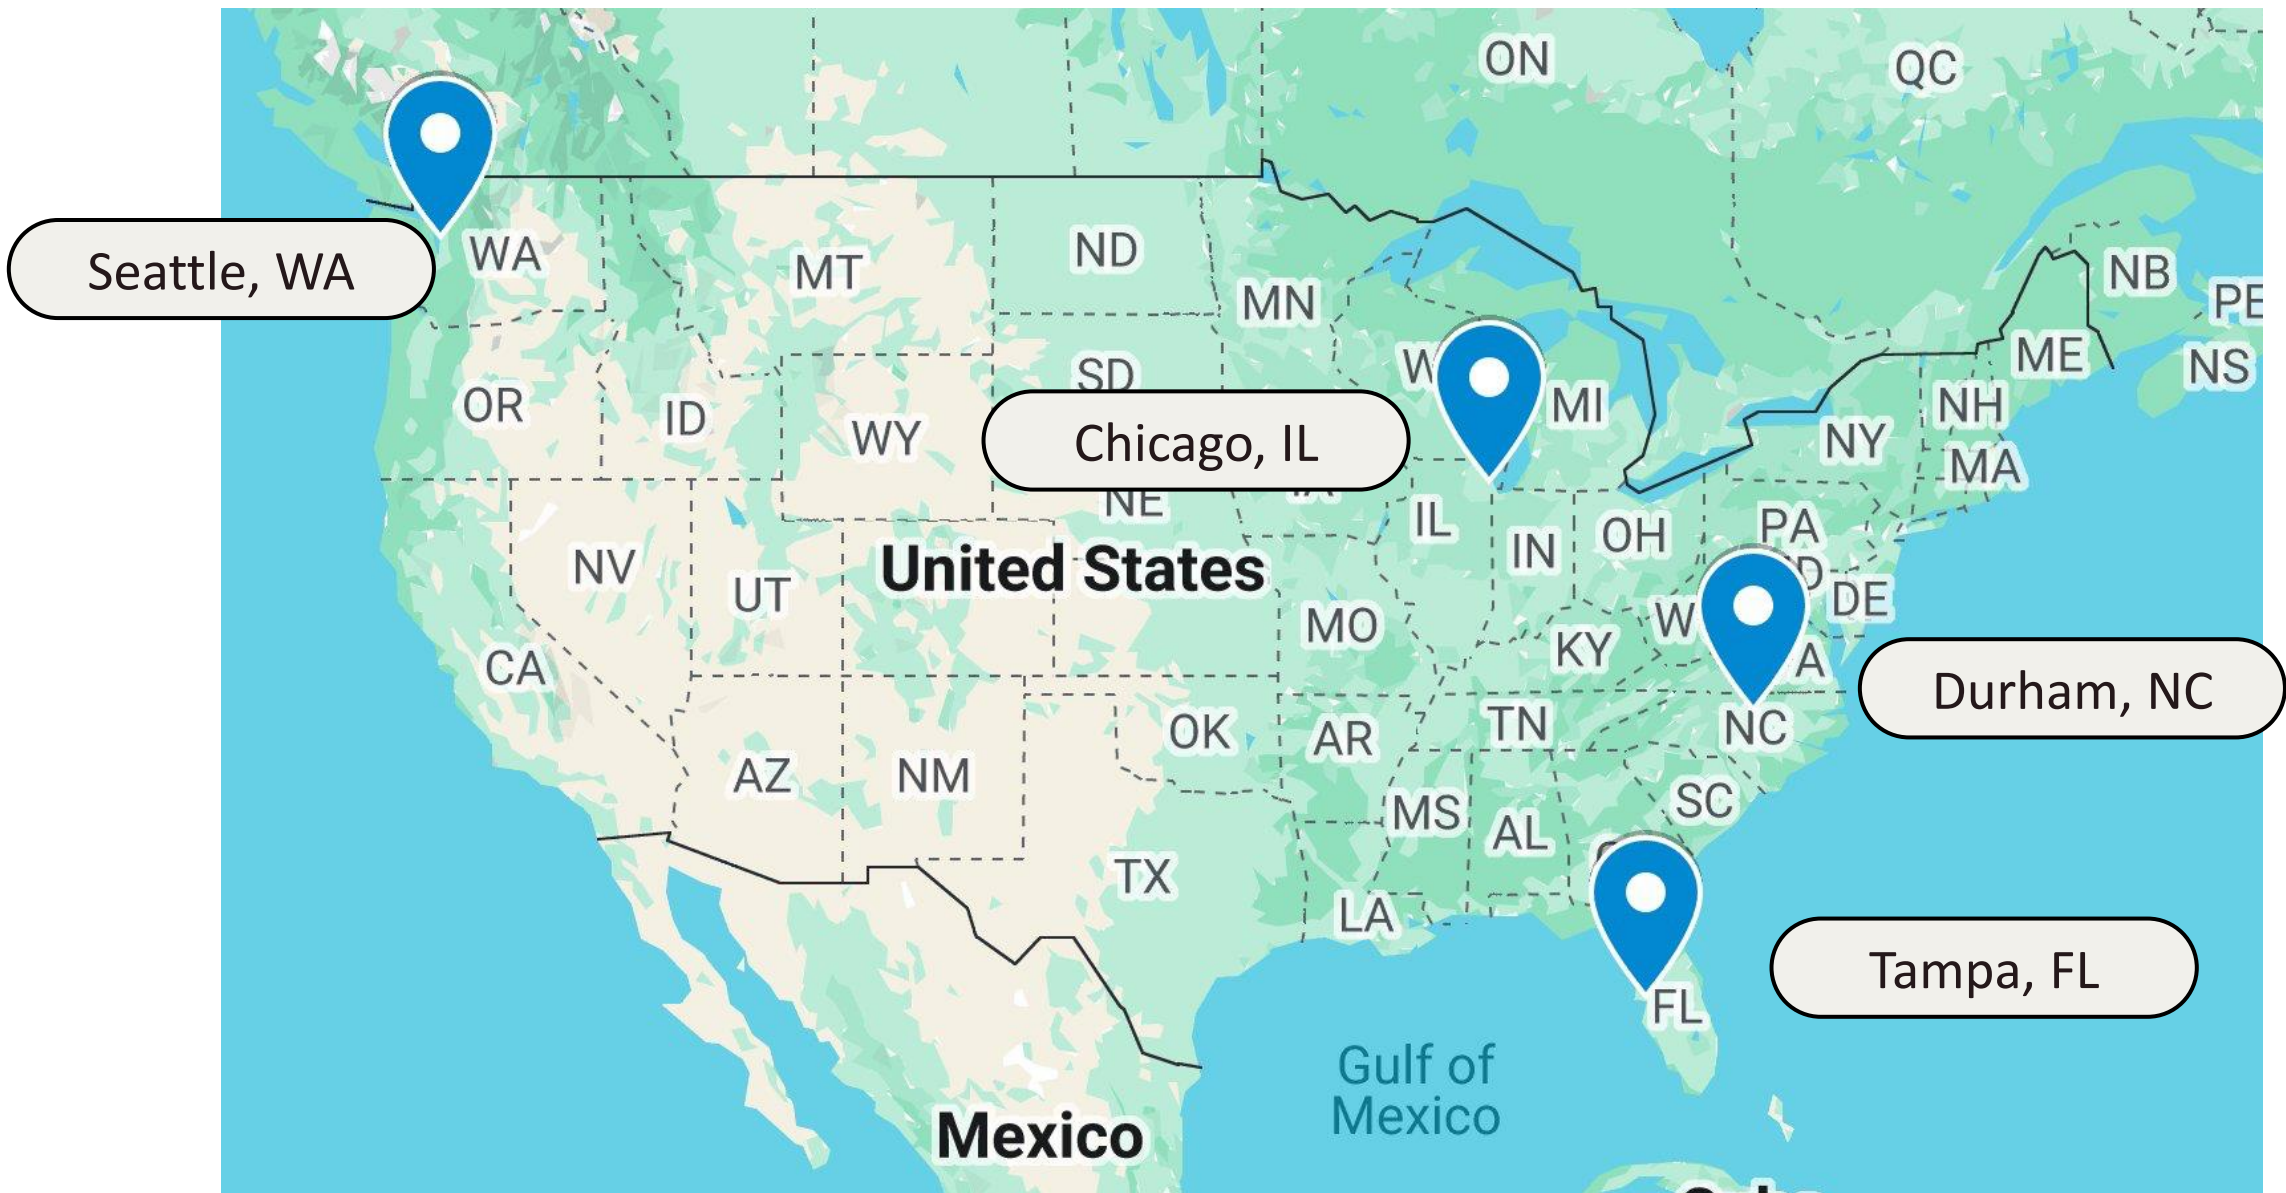 ON
QC
Seattle, WA
WA
MT
ND
MN
NB
PE
ME
NS
OR
ID
WY
SD
MI
NH
NY
MA
Chicago, IL
NE
IA
IL
IN
OH
PA
NV
UT
United States
MO
KY
DE
CA
Durham, NC
OK
AR
TN
NC
AZ
NM
MS
AL
SC
TX
LA
Tampa, FL
FL
Gulf of
Mexico
Mexico